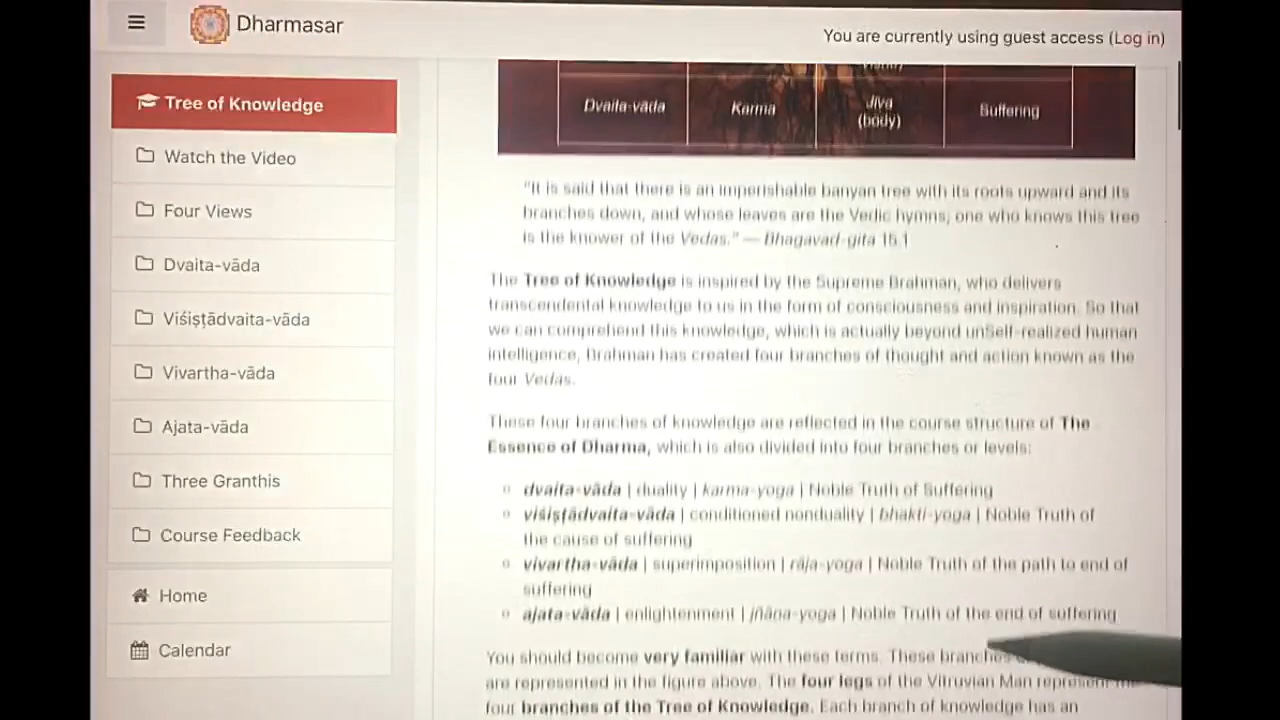 Dharmasar
You are currently using guest access (Log in)
Tree of Knowledge
Watch the Video
Four Views
Dvaita-vāda
Viśiṣṭādvaita-vāda
Vivartha-vāda
Ajata-vāda
Three Granthis
Course Feedback
Home
Calendar
Dvaita-vāda Karma Jīva Suffering
(body)
"It is said that there is an imperishable banyan tree with its roots upward and its
branches down, and whose leaves are the Vedic hymns; one who knows this tree
is the knower of the Vedas." — Bhagavad-gītā 15.1
The Tree of Knowledge is inspired by the Supreme Brahman, who delivers
transcendental knowledge to us in the form of consciousness and inspiration. So that
we can comprehend this knowledge, which is actually beyond unSelf-realized human
intelligence, Brahman has created four branches of thought and action known as the
four Vedas.
These four branches of knowledge are reflected in the course structure of The
Essence of Dharma, which is also divided into four branches or levels:
dvaita-vāda | duality | karma-yoga | Noble Truth of Suffering
viśiṣṭādvaita-vāda | conditioned nonduality | bhakti-yoga | Noble Truth of
the cause of suffering
vivartha-vāda | superimposition | rāja-yoga | Noble Truth of the path to end of
suffering
ajata-vāda | enlightenment | jñāna-yoga | Noble Truth of the end of suffering
You should become very familiar with these terms. These branches
are represented in the figure above. The four legs of the Vitruvian Man represent
four branches of the Tree of Knowledge. Each branch of knowledge has an